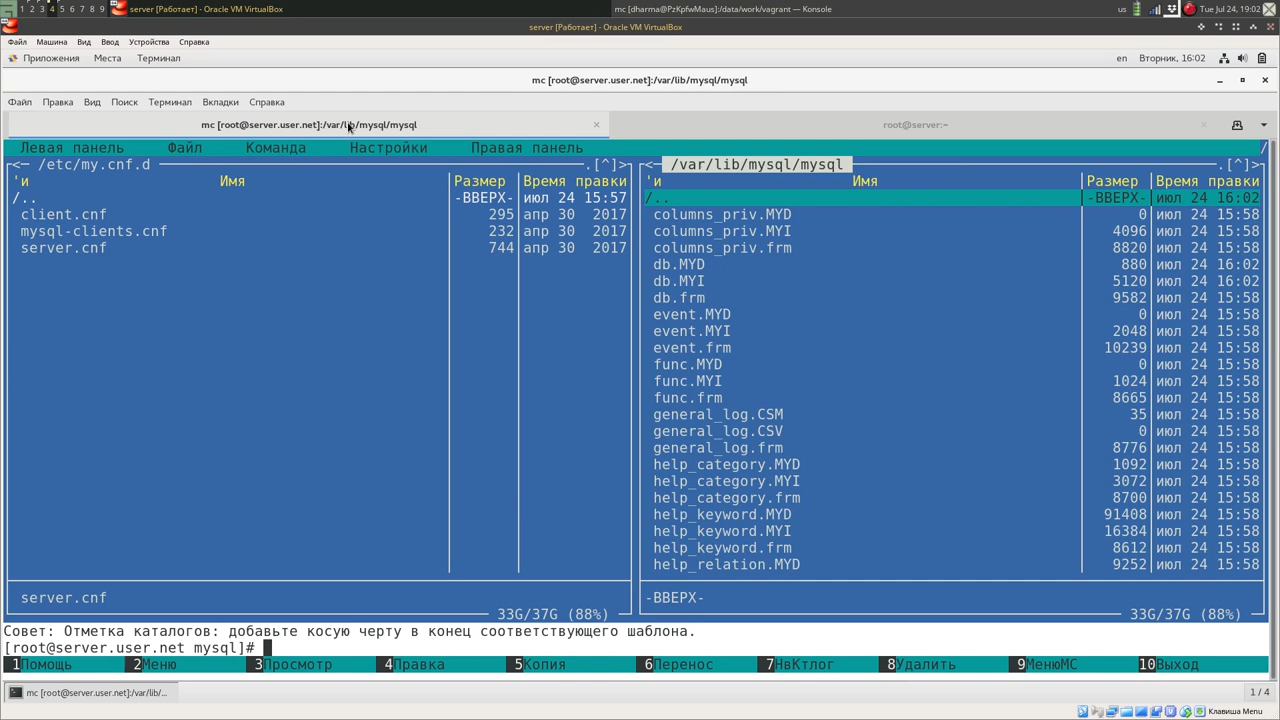 1 2 3 4 5 6 7 8 9 server [Работает] - Oracle VM VirtualBox mc [dharma@PzKpfwMaus]:/data/work/vagrant — Konsole us Tue Jul 24, 19:02
server [Работает] - Oracle VM VirtualBox
Файл Машина Вид Ввод Устройства Справка
Приложения Места Терминал en Вторник, 16:02
mc [root@server.user.net]:/var/lib/mysql/mysql
Файл Правка Вид Поиск Терминал Вкладки Справка
mc [root@server.user.net]:/var/lib/mysql/mysql root@server:~
Левая панель Файл Команда Настройки Правая панель
<— /etc/my.cnf.d .[^]> <— /var/lib/mysql/mysql .[^]>
'и Имя Размер Время правки 'и Имя Размер Время правки
/.. -ВВЕРХ- июл 24 15:57 /.. -ВВЕРХ- июл 24 16:02
client.cnf 295 апр 30 2017 columns_priv.MYD 0 июл 24 15:58
mysql-clients.cnf 232 апр 30 2017 columns_priv.MYI 4096 июл 24 15:58
server.cnf 744 апр 30 2017 columns_priv.frm 8820 июл 24 15:58
db.MYD 880 июл 24 16:02
db.MYI 5120 июл 24 16:02
db.frm 9582 июл 24 15:58
event.MYD 0 июл 24 15:58
event.MYI 2048 июл 24 15:58
event.frm 10239 июл 24 15:58
func.MYD 0 июл 24 15:58
func.MYI 1024 июл 24 15:58
func.frm 8665 июл 24 15:58
general_log.CSM 35 июл 24 15:58
general_log.CSV 0 июл 24 15:58
general_log.frm 8776 июл 24 15:58
help_category.MYD 1092 июл 24 15:58
help_category.MYI 3072 июл 24 15:58
help_category.frm 8700 июл 24 15:58
help_keyword.MYD 91408 июл 24 15:58
help_keyword.MYI 16384 июл 24 15:58
help_keyword.frm 8612 июл 24 15:58
help_relation.MYD 9252 июл 24 15:58
server.cnf -ВВЕРХ-
33G/37G (88%) 33G/37G (88%)
Совет: Отметка каталогов: добавьте косую черту в конец соответствующего шаблона.
[root@server.user.net mysql]#
1Помощь 2Меню 3Просмотр 4Правка 5Копия 6Перенос 7НвКтлог 8Удалить 9МенюМС 10Выход
mc [root@server.user.net]:/var/lib/... 1 / 4
Клавиша Menu